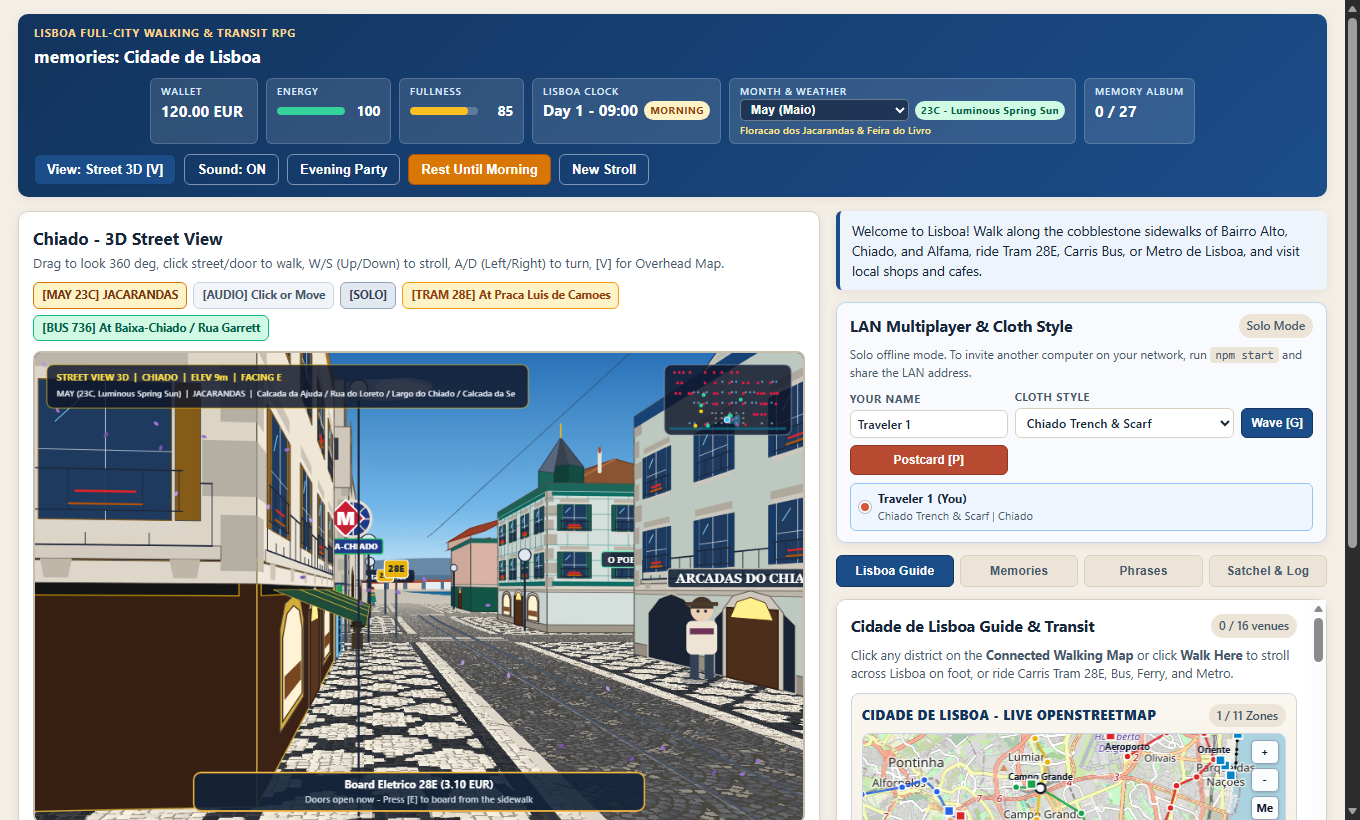 LISBOA FULL-CITY WALKING & TRANSIT RPG
memories: Cidade de Lisboa
WALLET
120.00 EUR
ENERGY
100
FULLNESS
85
LISBOA CLOCK
Day 1 - 09:00 MORNING
MONTH & WEATHER
May (Maio) 23C - Luminous Spring Sun
Floracao dos Jacarandas & Feira do Livro
MEMORY ALBUM
0 / 27
View: Street 3D [V]
Sound: ON
Evening Party
Rest Until Morning
New Stroll
Chiado - 3D Street View
Drag to look 360 deg, click street/door to walk, W/S (Up/Down) to stroll, A/D (Left/Right) to turn, [V] for Overhead Map.
[MAY 23C] JACARANDAS
[AUDIO] Click or Move
[SOLO]
[TRAM 28E] At Praca Luis de Camoes
[BUS 736] At Baixa-Chiado / Rua Garrett
STREET VIEW 3D | CHIADO | ELEV 9m | FACING E
MAY (23C, Luminous Spring Sun) | JACARANDAS | Calcada da Ajuda / Rua do Loreto / Largo do Chiado / Calcada da Se
M
A-CHIADO
28E
O POE
ARCADAS DO CHIA
Board Eletrico 28E (3.10 EUR)
Doors open now - Press [E] to board from the sidewalk
Welcome to Lisboa! Walk along the cobblestone sidewalks of Bairro Alto,
Chiado, and Alfama, ride Tram 28E, Carris Bus, or Metro de Lisboa, and visit
local shops and cafes.
LAN Multiplayer & Cloth Style
Solo Mode
Solo offline mode. To invite another computer on your network, run npm start and
share the LAN address.
YOUR NAME
CLOTH STYLE
Traveler 1
Chiado Trench & Scarf
Wave [G]
Postcard [P]
Traveler 1 (You)
Chiado Trench & Scarf | Chiado
Lisboa Guide
Memories
Phrases
Satchel & Log
Cidade de Lisboa Guide & Transit
0 / 16 venues
Click any district on the Connected Walking Map or click Walk Here to stroll
across Lisboa on foot, or ride Carris Tram 28E, Bus, Ferry, and Metro.
CIDADE DE LISBOA - LIVE OPENSTREETMAP
1 / 11 Zones
Aeroporto
Oriente
Pontinha
Lumiar
Olivais
Campo Grande
Nações
+
-
Me